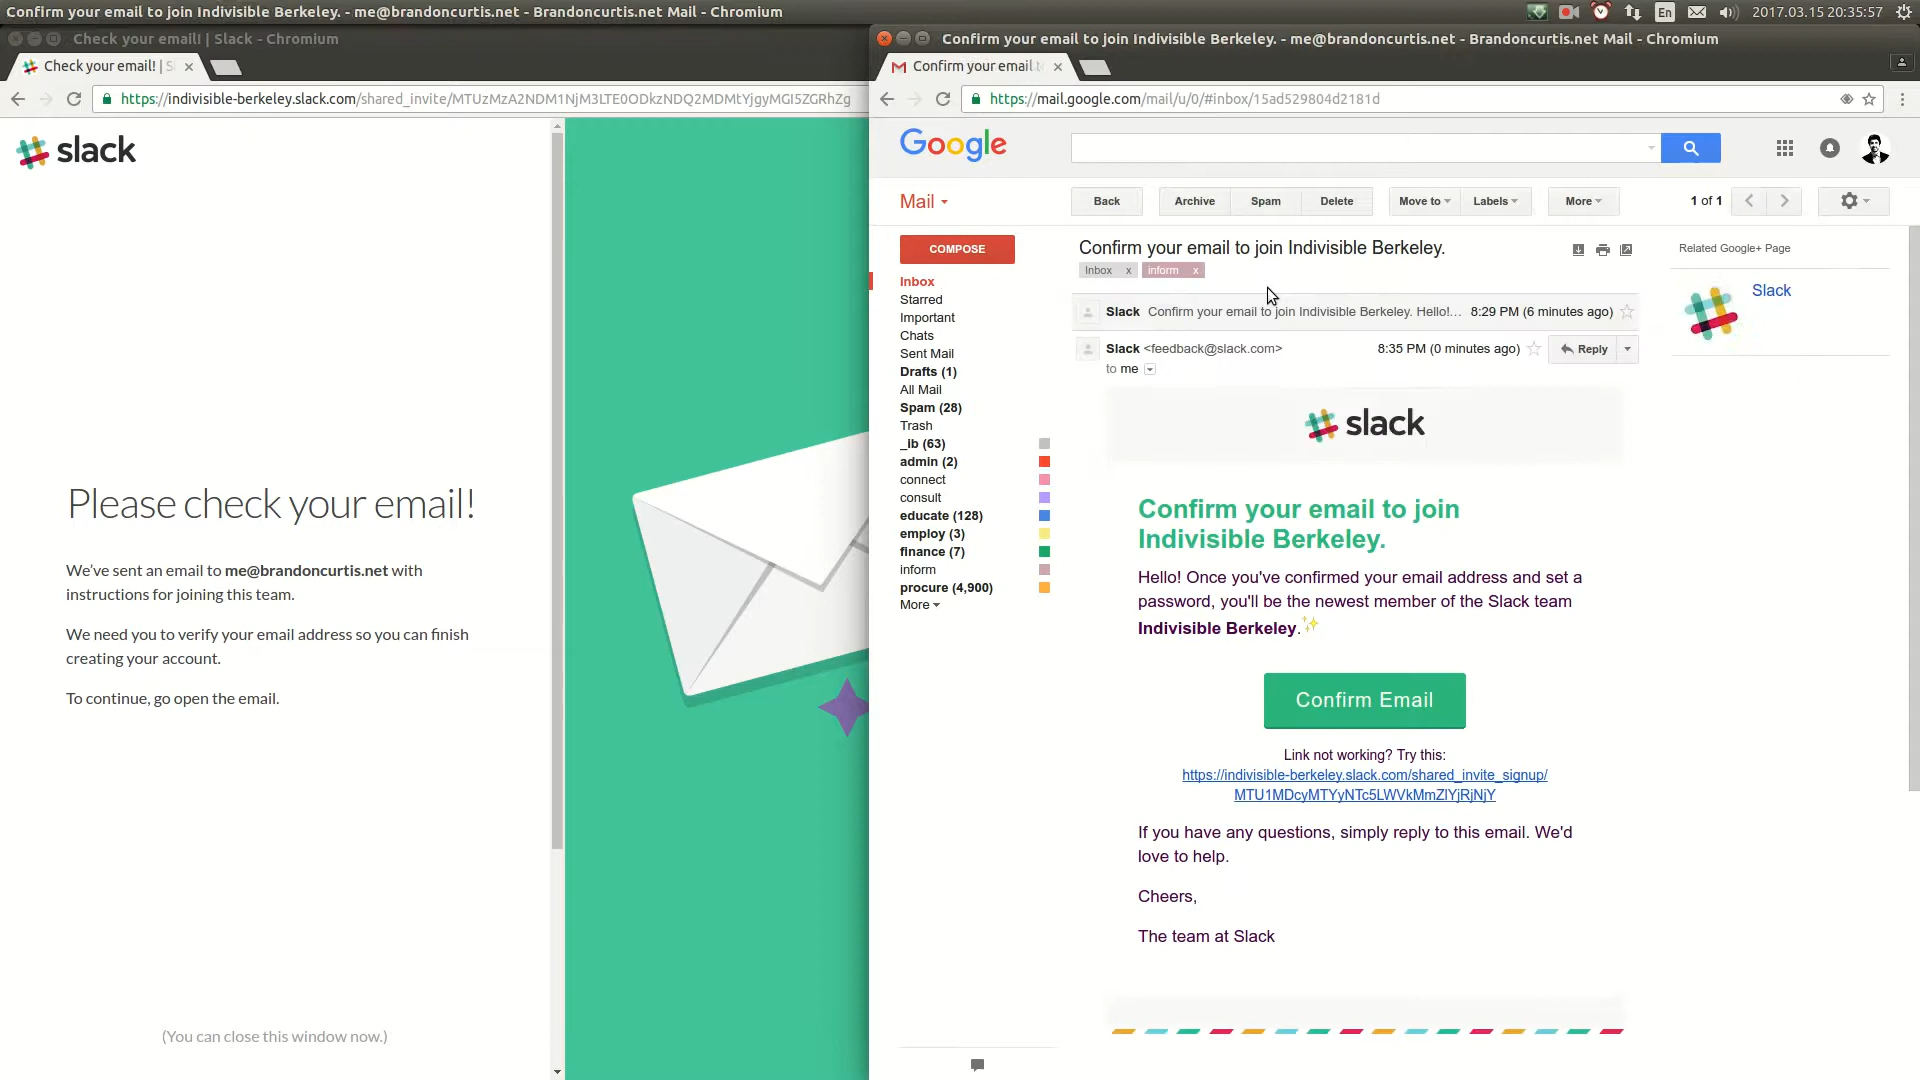 Confirm your email to join Indivisible Berkeley. - me@brandoncurtis.net - Brandoncurtis.net Mail - Chromium
En
2017.03.15 20:35:57
Check your email! | Slack - Chromium
Check your email! | S
https://indivisible-berkeley.slack.com/shared_invite/MTUzMzA2NDM1NjM3LTE0ODkzNDQ2MDMtYjgyMGI5ZGRhZg
slack
Please check your email!
We've sent an email to me@brandoncurtis.net with
instructions for joining this team.
We need you to verify your email address so you can finish
creating your account.
To continue, go open the email.
(You can close this window now.)
Confirm your email to join Indivisible Berkeley. - me@brandoncurtis.net - Brandoncurtis.net Mail - Chromium
Confirm your email t
https://mail.google.com/mail/u/0/#inbox/15ad529804d2181d
Google
Mail
Back
Archive
Spam
Delete
Move to
Labels
More
1 of 1
COMPOSE
Inbox
Starred
Important
Chats
Sent Mail
Drafts (1)
All Mail
Spam (28)
Trash
_ib (63)
admin (2)
connect
consult
educate (128)
employ (3)
finance (7)
inform
procure (4,900)
More
Confirm your email to join Indivisible Berkeley.
Inbox x inform x
Slack Confirm your email to join Indivisible Berkeley. Hello!... 8:29 PM (6 minutes ago)
Slack <feedback@slack.com> 8:35 PM (0 minutes ago) Reply
to me
slack
Confirm your email to join
Indivisible Berkeley.
Hello! Once you've confirmed your email address and set a
password, you'll be the newest member of the Slack team
Indivisible Berkeley.
Confirm Email
Link not working? Try this:
https://indivisible-berkeley.slack.com/shared_invite_signup/
MTU1MDcyMTYyNTc5LWVkMmZlYjRjNjY
If you have any questions, simply reply to this email. We'd
love to help.
Cheers,
The team at Slack
Related Google+ Page
Slack